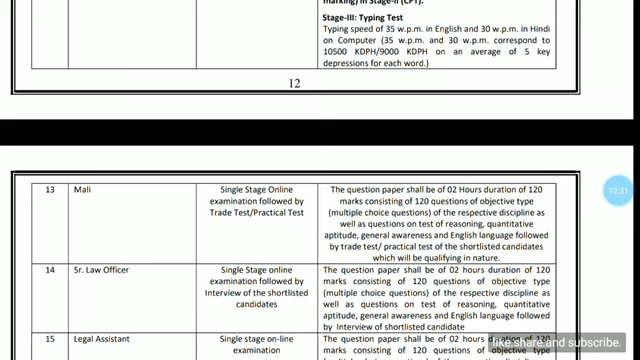 marking) in Stage-II (CPT).
Stage-III: Typing Test
Typing speed of 35 w.p.m. in English and 30 w.p.m. in Hindi
on Computer (35 w.p.m. and 30 w.p.m. correspond to
10500 KDPH/9000 KDPH on an average of 5 key
depressions for each word.)
12
13 Mali Single Stage Online The question paper shall be of 02 Hours duration of 120
examination followed by marks consisting of 120 questions of objective type
Trade Test/Practical Test (multiple choice questions) of the respective discipline as
well as questions on test of reasoning, quantitative
aptitude, general awareness and English language followed
by trade test/ practical test of the shortlisted candidates
which will be qualifying in nature.
12:31
14 Sr. Law Officer Single Stage online The question paper shall be of 02 hours duration of 120
examination followed by marks consisting of 120 questions of objective type
Interview of the shortlisted (multiple choice questions) of the respective discipline as
candidates well as questions on test of reasoning, quantitative
aptitude, general awareness and English language followed
by Interview of shortlisted candidate
15 Legal Assistant Single stage on-line The question paper shall be of 02 hours duration of 120
examination marks consisting of 120 questions of objective type
like.share.and subscribe.